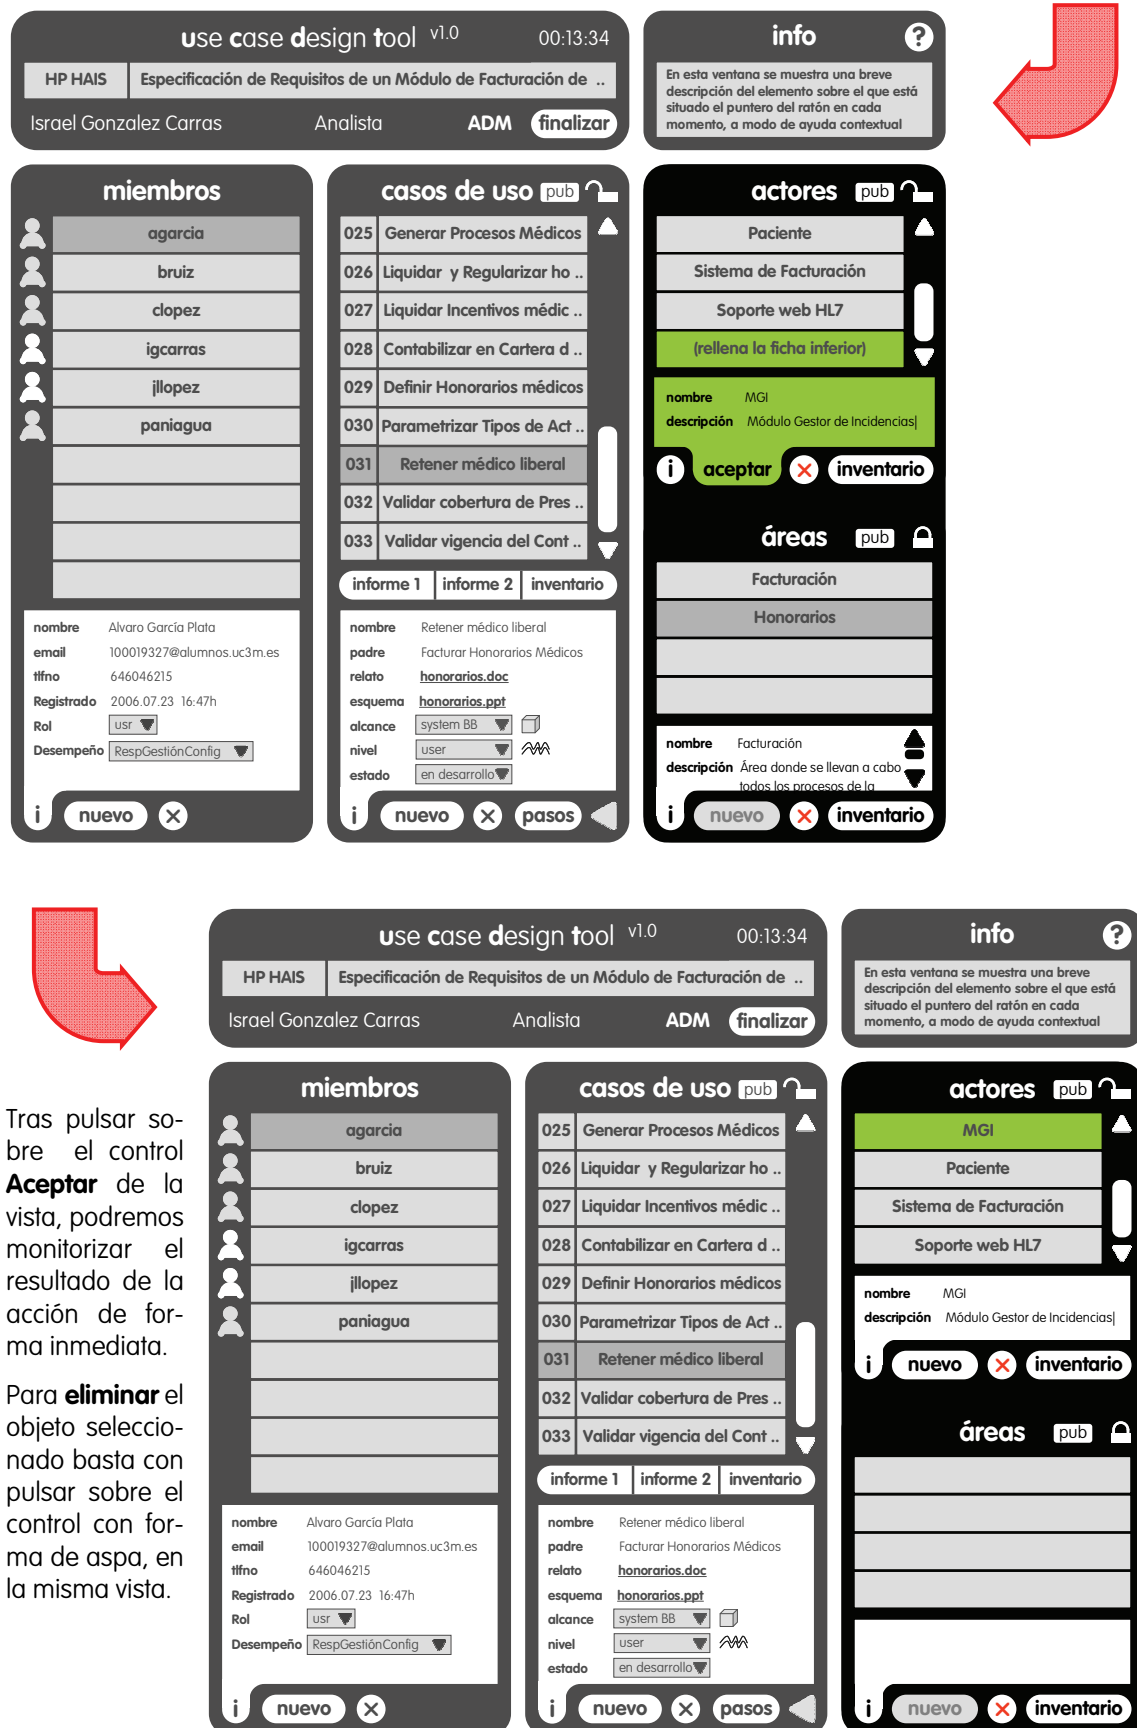 use case design tool v1.0 00:13:34
HP HAIS Especificación de Requisitos de un Módulo de Facturación de ..
Israel Gonzalez Carras Analista ADM finalizar
info ?
En esta ventana se muestra una breve
descripción del elemento sobre el que está
situado el puntero del ratón en cada
momento, a modo de ayuda contextual
miembros
agarcia
bruiz
clopez
igcarras
jllopez
paniagua
nombre Alvaro García Plata
email 100019327@alumnos.uc3m.es
tlfno 646046215
Registrado 2006.07.23 16:47h
Rol usr
Desempeño RespGestiónConfig
i nuevo
casos de uso pub
025 Generar Procesos Médicos
026 Liquidar y Regularizar ho ..
027 Liquidar Incentivos médic ..
028 Contabilizar en Cartera d ..
029 Definir Honorarios médicos
030 Parametrizar Tipos de Act ..
031 Retener médico liberal
032 Validar cobertura de Pres ..
033 Validar vigencia del Cont ..
informe 1 informe 2 inventario
nombre Retener médico liberal
padre Facturar Honorarios Médicos
relato honorarios.doc
esquema honorarios.ppt
alcance system BB
nivel user
estado en desarrollo
i nuevo pasos
actores pub
Paciente
Sistema de Facturación
Soporte web HL7
(rellena la ficha inferior)
nombre MGI
descripción Módulo Gestor de Incidencias|
i aceptar inventario
áreas pub
Facturación
Honorarios
nombre Facturación
descripción Área donde se llevan a cabo
todos los procesos de la
i nuevo inventario
Tras pulsar so-
bre el control
Aceptar de la
vista, podremos
monitorizar el
resultado de la
acción de for-
ma inmediata.
Para eliminar el
objeto seleccio-
nado basta con
pulsar sobre el
control con for-
ma de aspa, en
la misma vista.
use case design tool v1.0 00:13:34
HP HAIS Especificación de Requisitos de un Módulo de Facturación de ..
Israel Gonzalez Carras Analista ADM finalizar
info ?
En esta ventana se muestra una breve
descripción del elemento sobre el que está
situado el puntero del ratón en cada
momento, a modo de ayuda contextual
miembros
agarcia
bruiz
clopez
igcarras
jllopez
paniagua
nombre Alvaro García Plata
email 100019327@alumnos.uc3m.es
tlfno 646046215
Registrado 2006.07.23 16:47h
Rol usr
Desempeño RespGestiónConfig
i nuevo
casos de uso pub
025 Generar Procesos Médicos
026 Liquidar y Regularizar ho ..
027 Liquidar Incentivos médic ..
028 Contabilizar en Cartera d ..
029 Definir Honorarios médicos
030 Parametrizar Tipos de Act ..
031 Retener médico liberal
032 Validar cobertura de Pres ..
033 Validar vigencia del Cont ..
informe 1 informe 2 inventario
nombre Retener médico liberal
padre Facturar Honorarios Médicos
relato honorarios.doc
esquema honorarios.ppt
alcance system BB
nivel user
estado en desarrollo
i nuevo pasos
actores pub
MGI
Paciente
Sistema de Facturación
Soporte web HL7
nombre MGI
descripción Módulo Gestor de Incidencias|
i nuevo inventario
áreas pub
i nuevo inventario